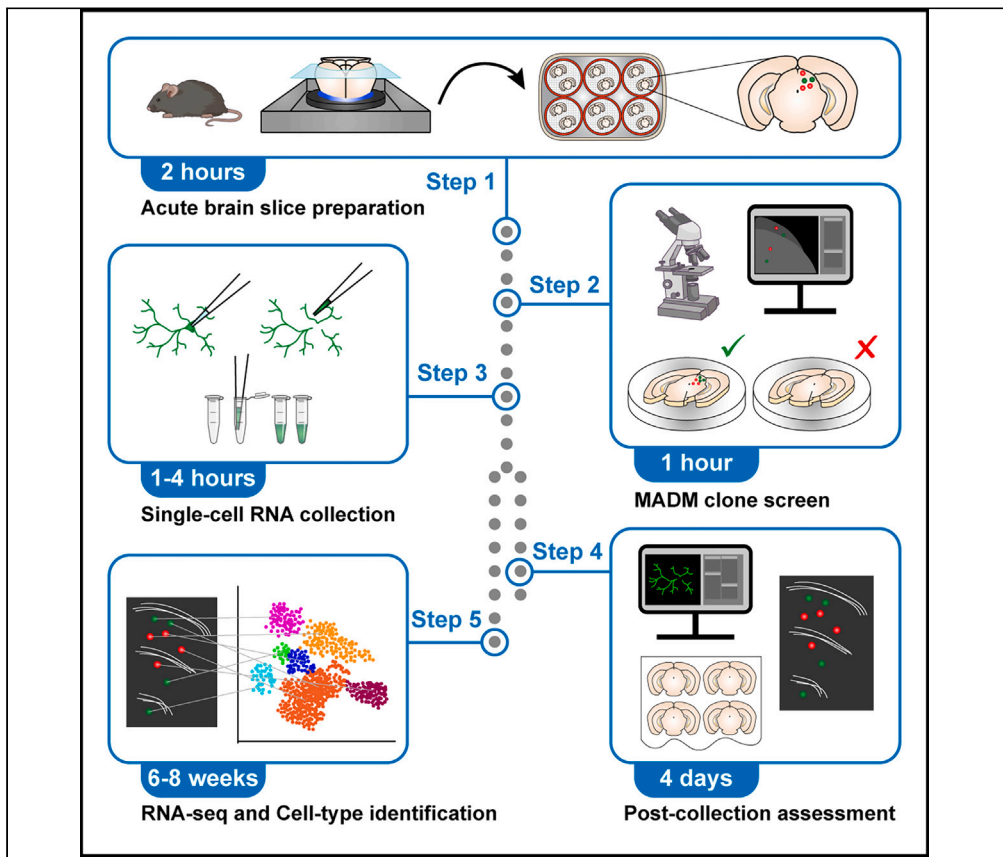 2 hours
Step 1
Acute brain slice preparation
Step 2
1 hour
MADM clone screen
Step 3
1-4 hours
Single-cell RNA collection
Step 4
4 days
Post-collection assessment
Step 5
6-8 weeks
RNA-seq and Cell-type identification